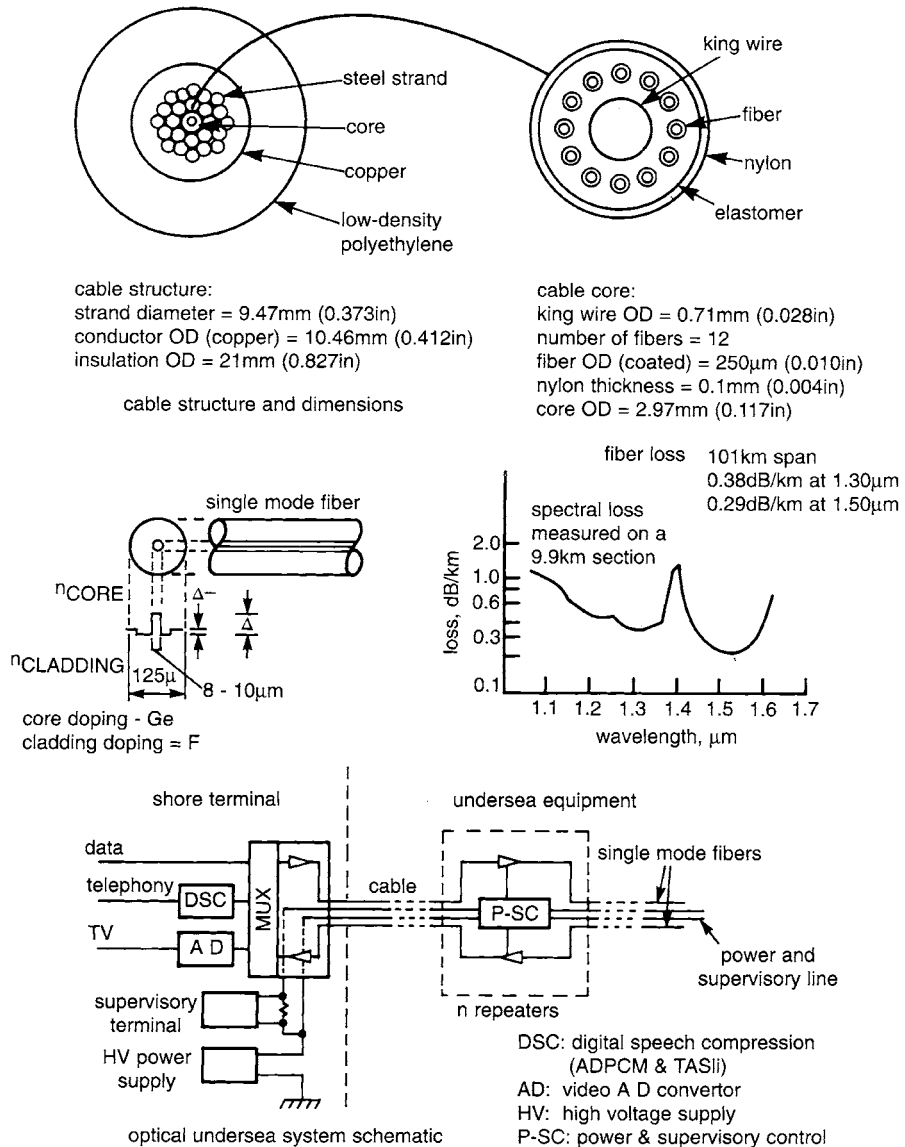 steel strand
core
copper
low-density
polyethylene
king wire
fiber
nylon
elastomer
cable structure:
strand diameter = 9.47mm (0.373in)
conductor OD (copper) = 10.46mm (0.412in)
insulation OD = 21mm (0.827in)
cable structure and dimensions
cable core:
king wire OD = 0.71mm (0.028in)
number of fibers = 12
fiber OD (coated) = 250µm (0.010in)
nylon thickness = 0.1mm (0.004in)
core OD = 2.97mm (0.117in)
single mode fiber
nCORE
Δ−
Δ
nCLADDING
125µ
8 - 10µm
core doping - Ge
cladding doping = F
fiber loss 101km span
0.38dB/km at 1.30µm
0.29dB/km at 1.50µm
spectral loss
measured on a
9.9km section
loss, dB/km
2.0
1.0
0.6
0.3
0.1
1.1 1.2 1.3 1.4 1.5 1.6 1.7
wavelength, µm
shore terminal
undersea equipment
data
telephony
DSC
TV
A D
MUX
cable
P-SC
single mode fibers
power and
supervisory line
n repeaters
supervisory
terminal
HV power
supply
optical undersea system schematic
DSC: digital speech compression
(ADPCM & TASIi)
AD: video A D convertor
HV: high voltage supply
P-SC: power & supervisory control